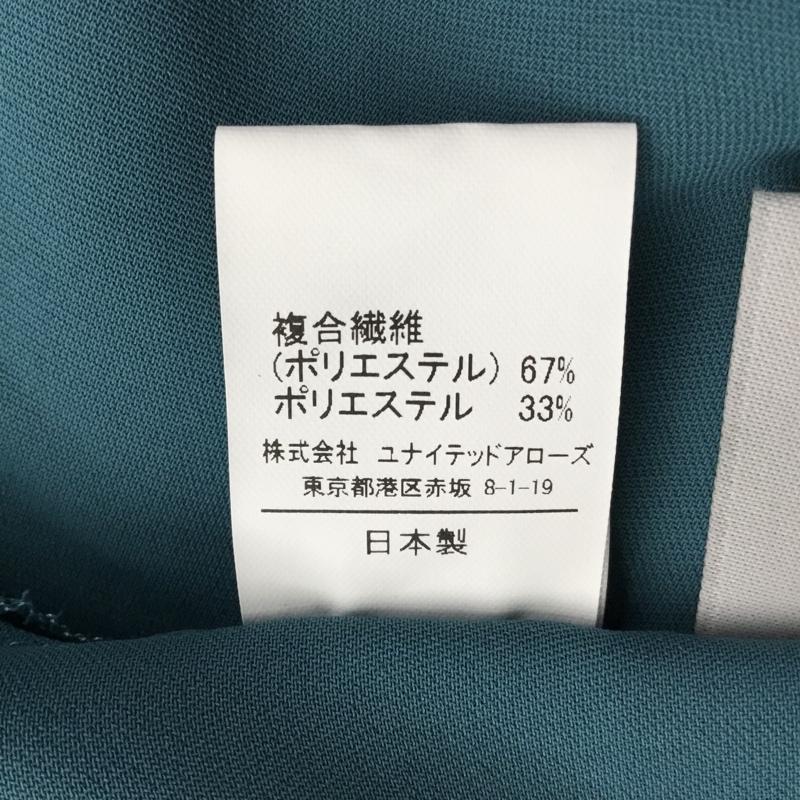 複合繊維
(ポリエステル) 67%
ポリエステル 33%
株式会社 ユナイテッドアローズ
東京都港区赤坂 8-1-19
日本製